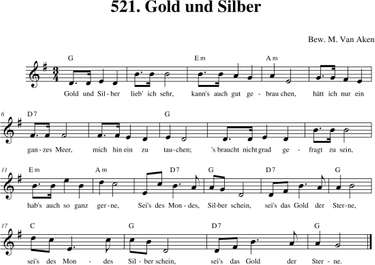 521. Gold und Silber
Bew. M. Van Aken
G Em Am
Gold und Sil - ber lieb' ich sehr, kann's auch gut ge - brauchen, hätt ich nur ein
6 D7 G D7
gan - zes Meer, mich hinein zu tau - chen; 's braucht nicht grad ge - fragt zu sein,
11 Em Am D7 G D7 G
hab's auch so ganz ger - ne, Sei's des Mon - des, Sil - ber schein, sei's das Gold der Ster - ne,
17 C G D7 G
sei's des Mon - des Sil - ber schein, sei's das Gold der Ster - ne.